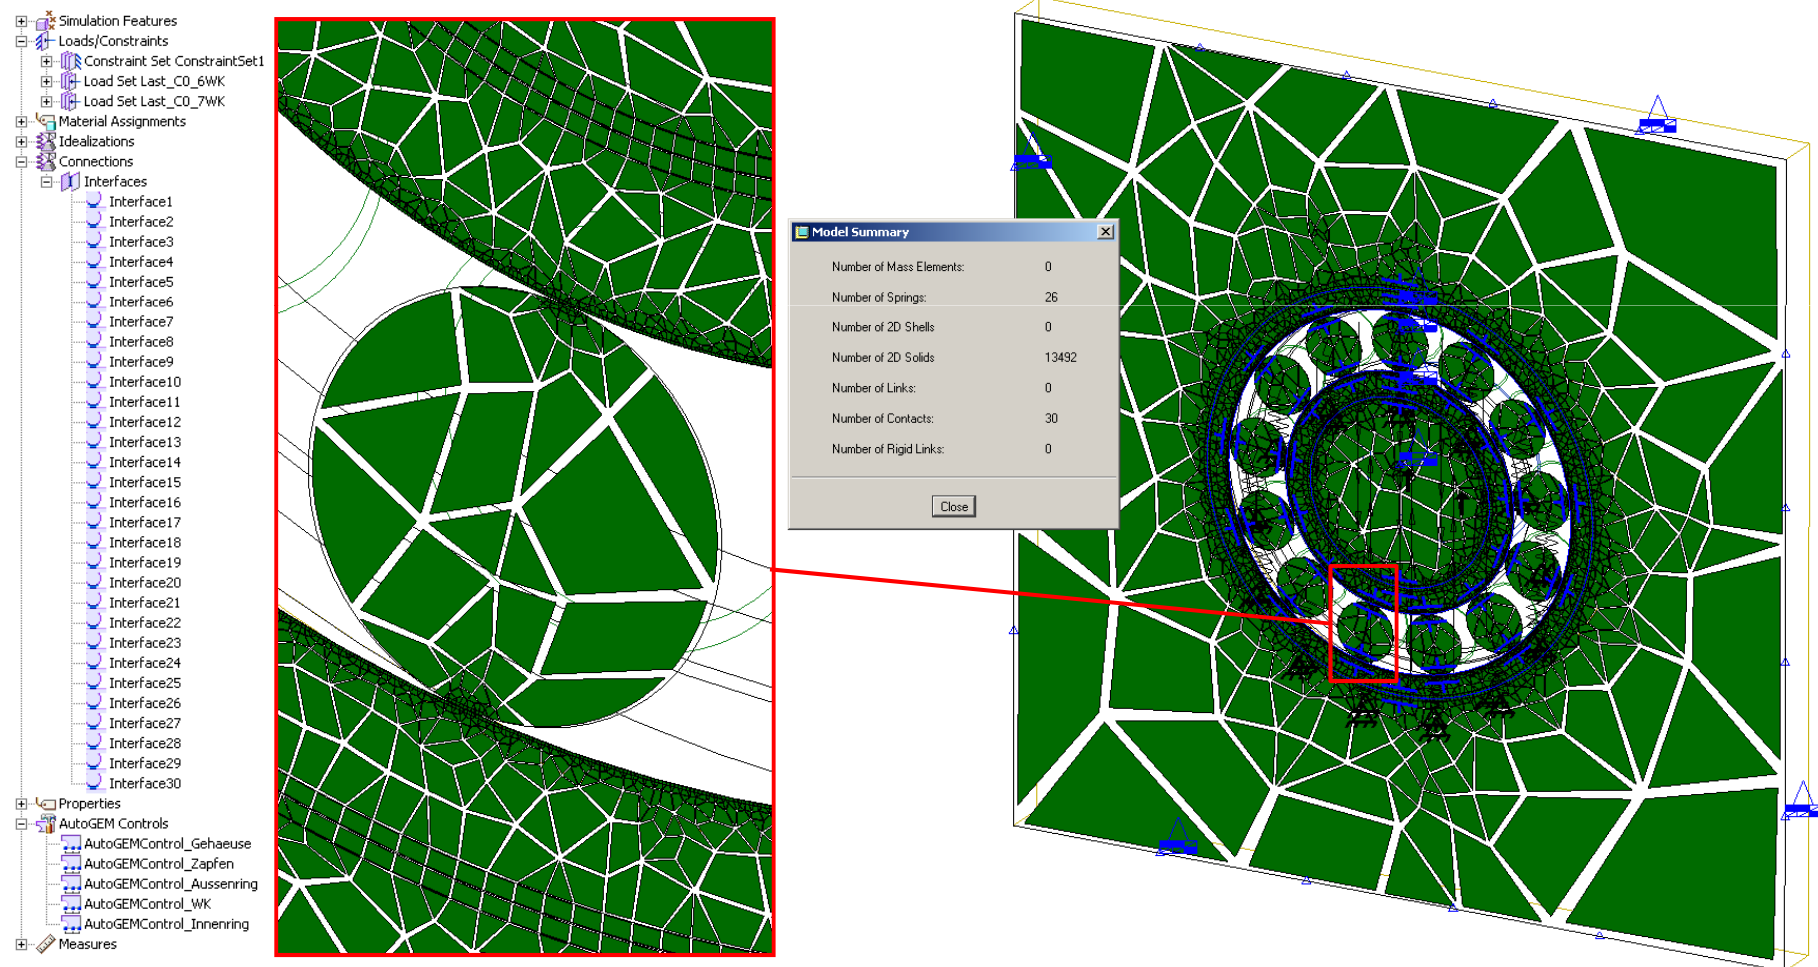 Simulation Features
Loads/Constraints
Constraint Set ConstraintSet1
Load Set Last_C0_6WK
Load Set Last_C0_7WK
Material Assignments
Idealizations
Connections
Interfaces
Interface1
Interface2
Interface3
Interface4
Interface5
Interface6
Interface7
Interface8
Interface9
Interface10
Interface11
Interface12
Interface13
Interface14
Interface15
Interface16
Interface17
Interface18
Interface19
Interface20
Interface21
Interface22
Interface23
Interface24
Interface25
Interface26
Interface27
Interface28
Interface29
Interface30
Properties
AutoGEM Controls
AutoGEMControl_Gehaeuse
AutoGEMControl_Zapfen
AutoGEMControl_Aussenring
AutoGEMControl_WK
AutoGEMControl_Innenring
Measures
Model Summary
Number of Mass Elements: 0
Number of Springs: 26
Number of 2D Shells 0
Number of 2D Solids 13492
Number of Links: 0
Number of Contacts: 30
Number of Rigid Links: 0
Close